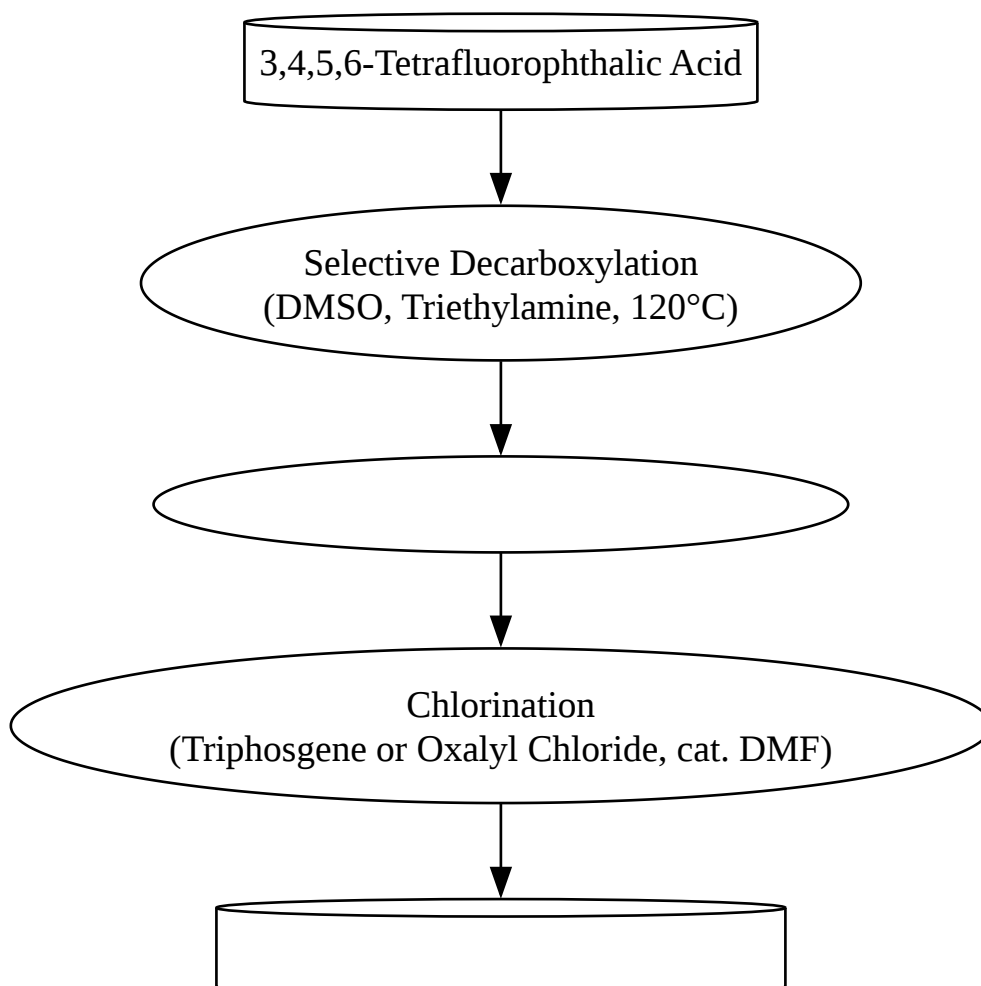 3,4,5,6-Tetrafluorophthalic Acid
Selective Decarboxylation
(DMSO, Triethylamine, 120°C)
Chlorination
(Triphosgene or Oxalyl Chloride, cat. DMF)